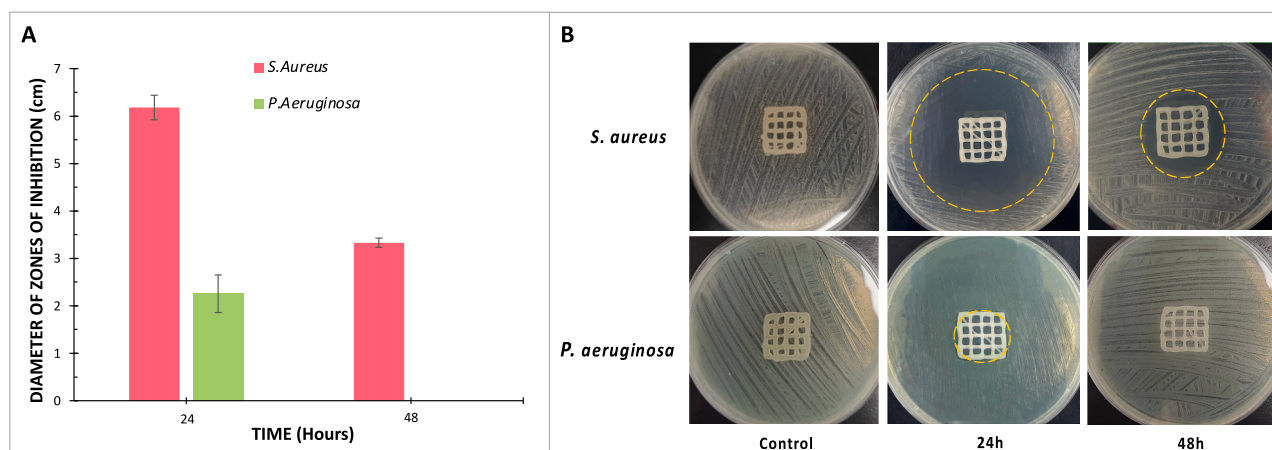 A
DIAMETER OF ZONES OF INHIBITION (cm)
7
6
5
4
3
2
1
0
S.Aureus
P.Aeruginosa
24
48
TIME (Hours)
B
S. aureus
P. aeruginosa
Control
24h
48h